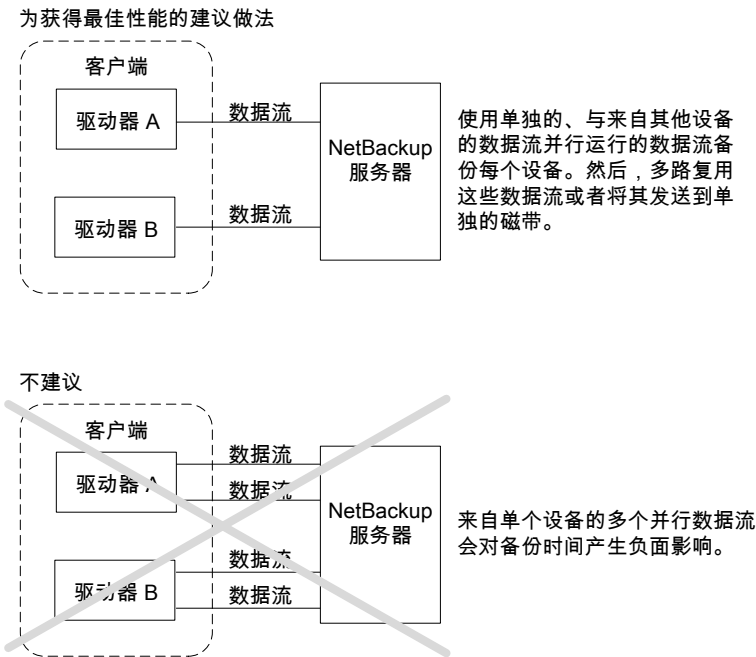 为获得最佳性能的建议做法
客户端
驱动器 A
数据流
驱动器 B
数据流
NetBackup
服务器
使用单独的、与来自其他设备
的数据流并行运行的数据流备
份每个设备。然后，多路复用
这些数据流或者将其发送到单
独的磁带。
不建议
客户端
驱动器 A
数据流
数据流
驱动器 B
数据流
数据流
NetBackup
服务器
来自单个设备的多个并行数据流
会对备份时间产生负面影响。